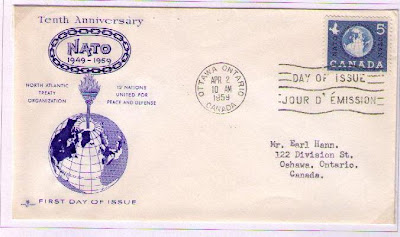 Tenth Anniversary
NATO
1949 - 1959
NORTH ATLANTIC
TREATY
ORGANIZATION
15 NATIONS
UNITED FOR
PEACE AND DEFENSE
FIRST DAY OF ISSUE
OTTAWA ONTARIO
APR 2
10 AM
1959
CANADA
5
CANADA
DAY OF ISSUE
JOUR D'ÉMISSION
Mr. Earl Hann.
122 Division St.
Oshawa, Ontario.
Canada.